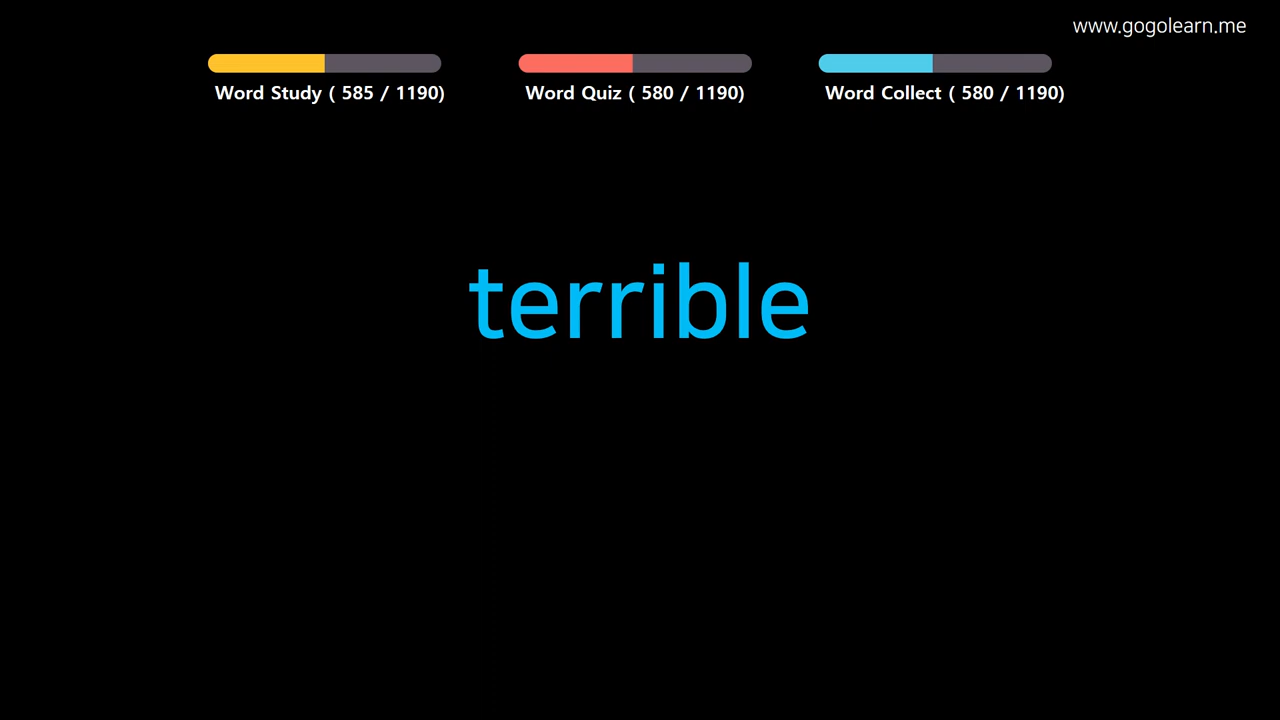 www.gogolearn.me
Word Study ( 585 / 1190)
Word Quiz ( 580 / 1190)
Word Collect ( 580 / 1190)
terrible